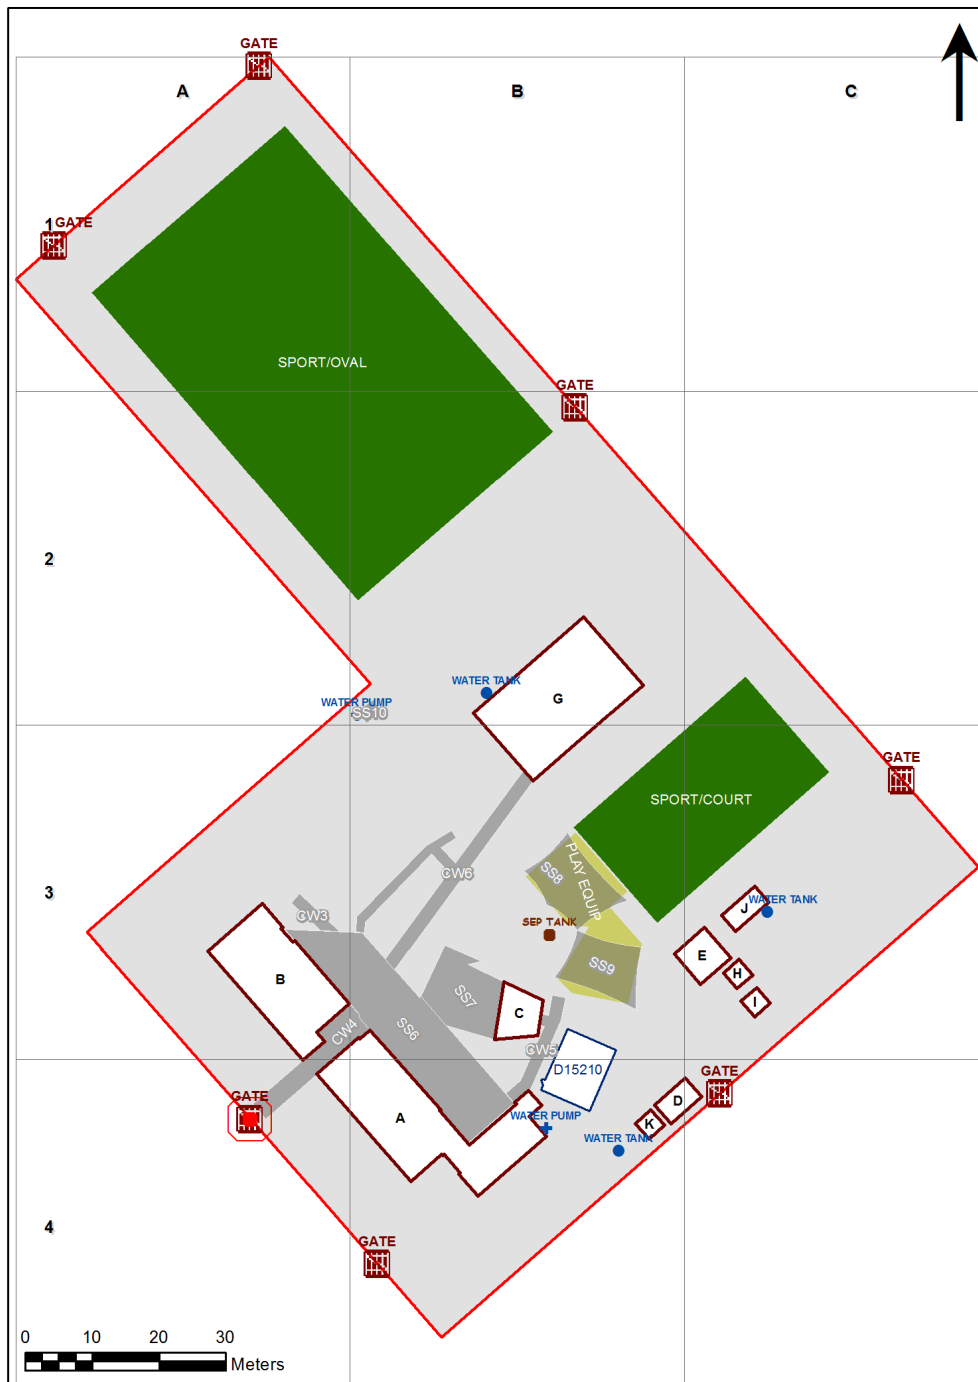 GATE
A
B
C
1
GATE
SPORT/OVAL
GATE
2
WATER TANK
G
WATER PUMP
SS10
GATE
SPORT/COURT
PLAY EQUIP
SS8
CW6
3
CW3
SEP TANK
J
WATER TANK
E
H
I
SS9
B
SS7
C
CW4
SS6
CW5
D15210
GATE
GATE
D
K
A
WATER PUMP
WATER TANK
4
GATE
0 10 20 30
Meters